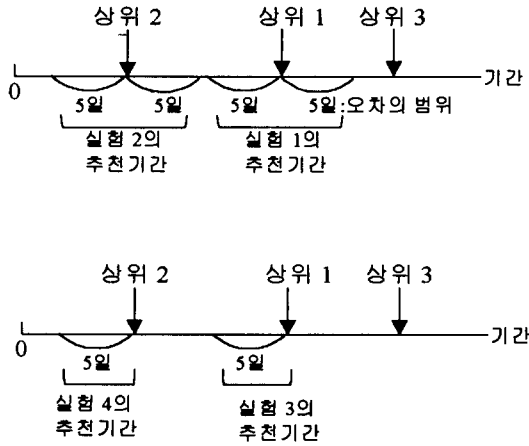 상위 2 상위 1 상위 3
0 기간
5일 5일 5일 5일:오차의 범위
실험 2의 실험 1의
추천기간 추천기간
상위 2 상위 1 상위 3
0 기간
5일 5일
실험 4의 실험 3의
추천기간 추천기간